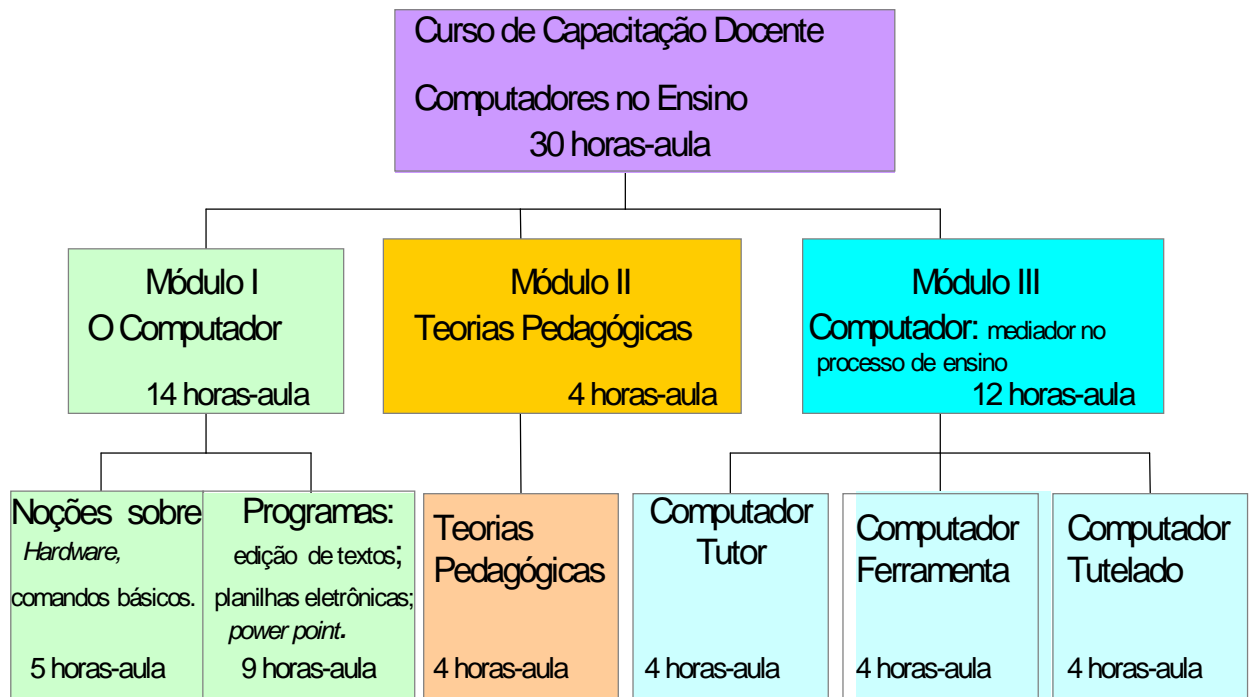 Curso de Capacitação Docente
Computadores no Ensino
30 horas-aula
Módulo I
O Computador
14 horas-aula
Módulo II
Teorias Pedagógicas
4 horas-aula
Módulo III
Computador: mediador no
processo de ensino
12 horas-aula
Noções sobre
Hardware,
comandos básicos.
5 horas-aula
Programas:
edição de textos;
planilhas eletrônicas;
power point.
9 horas-aula
Teorias
Pedagógicas
4 horas-aula
Computador
Tutor
4 horas-aula
Computador
Ferramenta
4 horas-aula
Computador
Tutelado
4 horas-aula